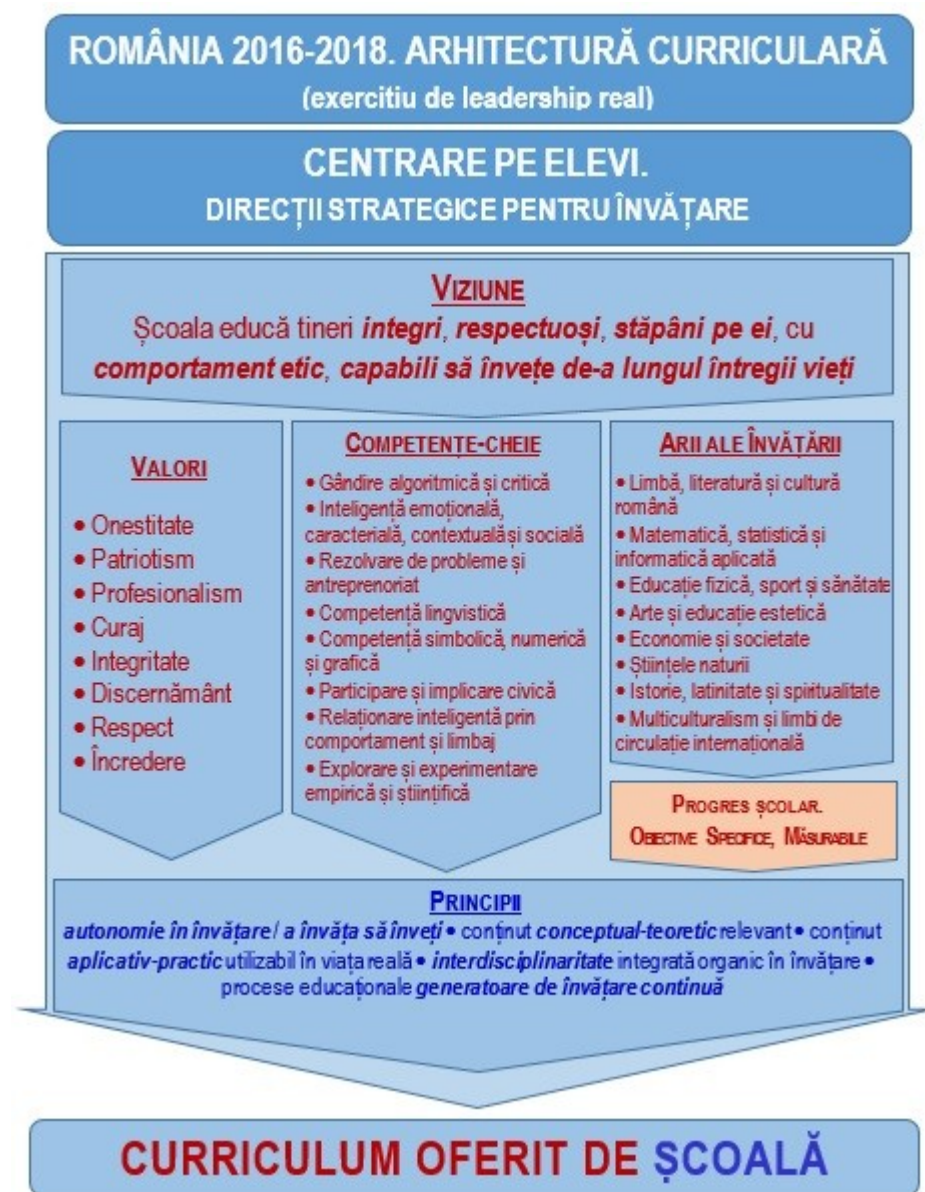 ROMÂNIA 2016-2018. ARHITECTURĂ CURRICULARĂ
(exercitiu de leadership real)
CENTRARE PE ELEVI.
DIRECȚII STRATEGICE PENTRU ÎNVĂȚARE
VIZIUNE
Școala educă tineri integri, respectuoși, stăpâni pe ei, cu
comportament etic, capabili să învețe de-a lungul întregii vieți
VALORI
• Onestitate
• Patriotism
• Profesionalism
• Curaj
• Integritate
• Discernământ
• Respect
• Încredere
COMPETENȚE-CHEIE
• Gândire algoritmică și critică
• Inteligență emoțională,
caracterială, contextuală și socială
• Rezolvare de probleme și
antreprenoriat
• Competență lingvistică
• Competență simbolică, numerică
și grafică
• Participare și implicare civică
• Relaționare inteligentă prin
comportament și limbaj
• Explorare și experimentare
empirică și științifică
ARII ALE ÎNVĂȚĂRII
• Limbă, literatură și cultură
română
• Matematică, statistică și
informatică aplicată
• Educație fizică, sport și sănătate
• Arte și educație estetică
• Economie și societate
• Științele naturii
• Istorie, latinitate și spiritualitate
• Multiculturalism și limbi de
circulație internațională
PROGRES ȘCOLAR.
OBIECTIVE SPECIFICE, MĂSURABILE
PRINCIPII
autonomie în învățare/ a învăța să înveți • conținut conceptual-teoretic relevant • conținut
aplicativ-practic utilizabil în viața reală • interdisciplinaritate integrată organic în învățare •
procese educaționale generatoare de învățare continuă
CURRICULUM OFERIT DE ȘCOALĂ